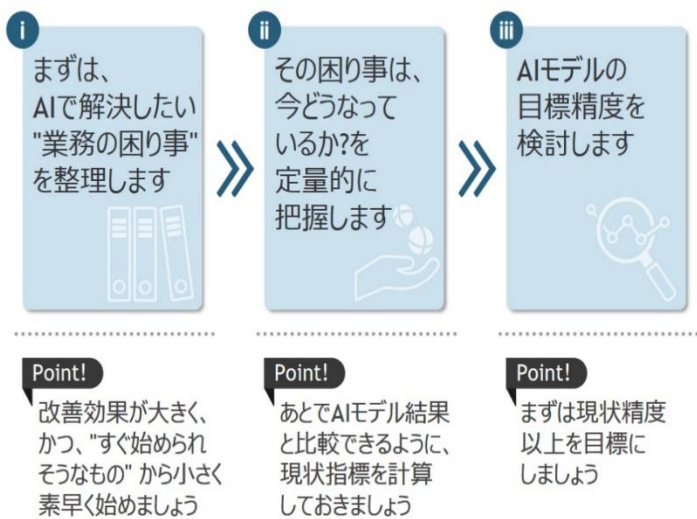 i
まずは、
AIで解決したい
"業務の困り事"
を整理します
ii
その困り事は、
今どうなって
いるか?を
定量的に
把握します
iii
AIモデルの
目標精度を
検討します
Point!
改善効果が大きく、
かつ、"すぐ始められ
そうなもの" から小さく
素早く始めましょう
Point!
あとでAIモデル結果
と比較できるように、
現状指標を計算
しておきましょう
Point!
まずは現状精度
以上を目標に
しましょう